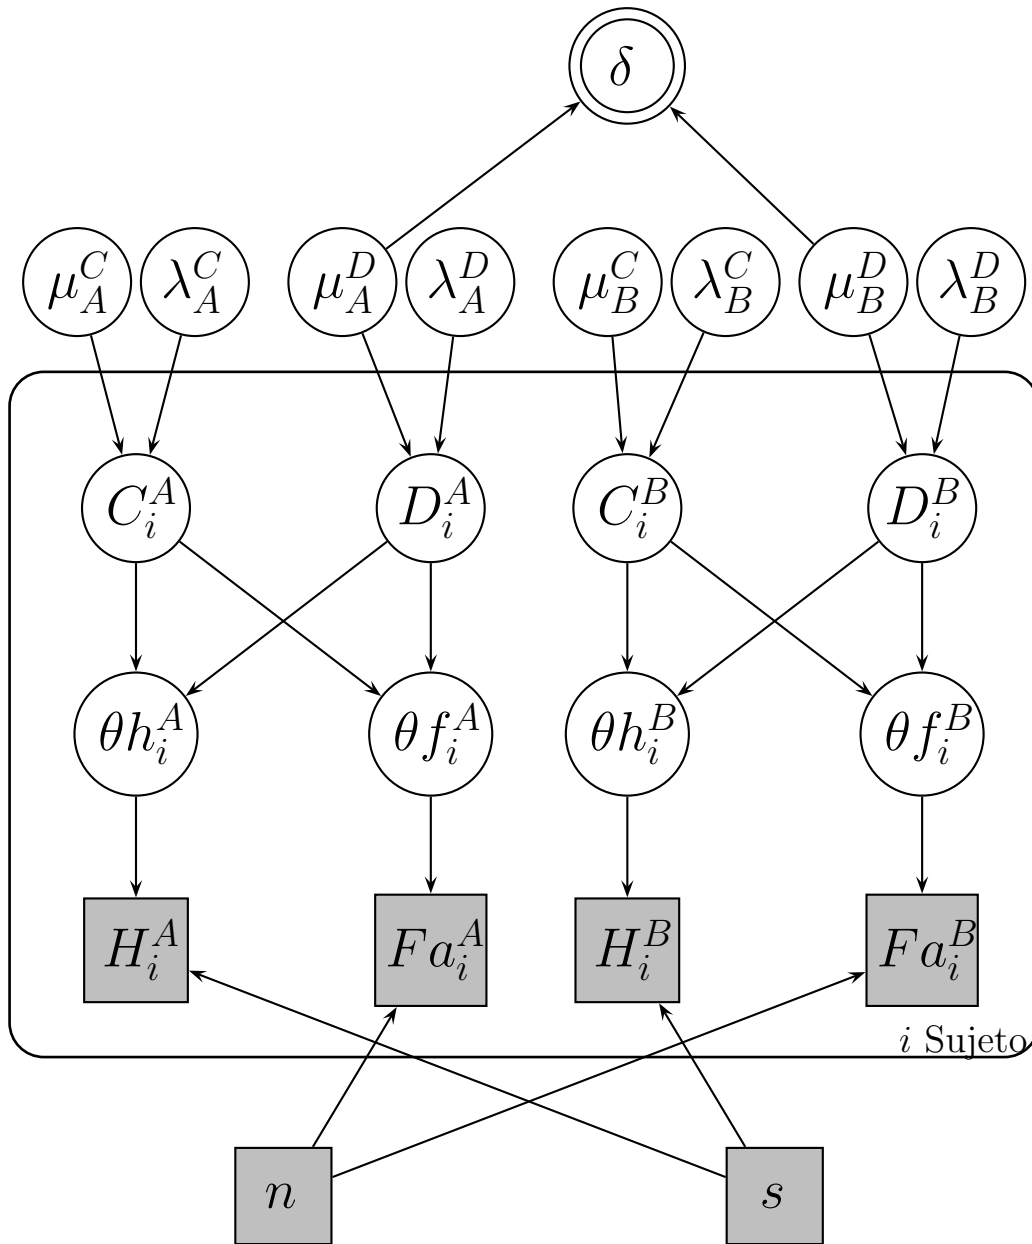 δ
μ_A^C λ_A^C μ_A^D λ_A^D μ_B^C λ_B^C μ_B^D λ_B^D
C_i^A D_i^A C_i^B D_i^B
θh_i^A θf_i^A θh_i^B θf_i^B
H_i^A Fa_i^A H_i^B Fa_i^B
i Sujeto
n s